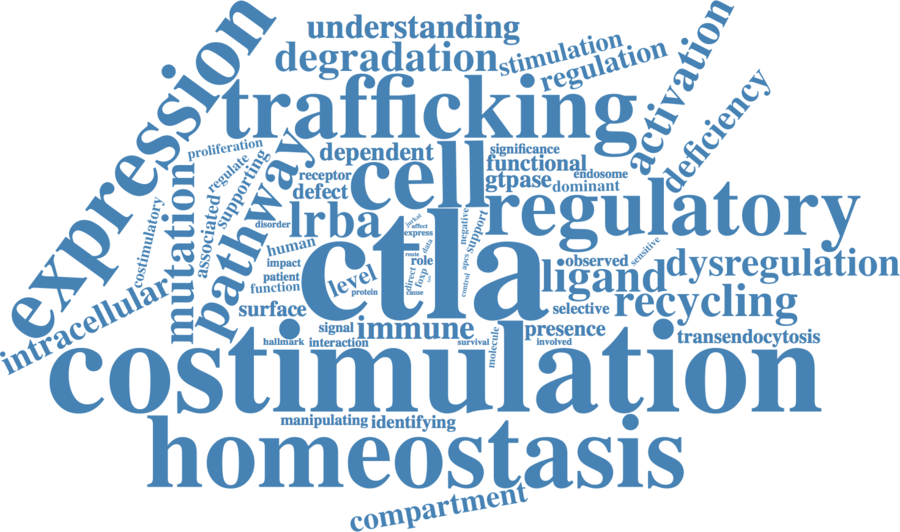 understanding
degradation
stimulation
regulation
activation
deficiency
expression
trafficking
proliferation
regulate
supporting
associated
costimulatory
mutation
pathway
dependent
receptor
defect
cell
significance
functional
endosome
gtpase
dominant
regulatory
disorder
lrba
human
impact
patient
function
ctla
jurkat
affect
express
negative
support
data
route
role
direct
foxp
cause
apcs
control
level
protein
observed
sensitive
dysregulation
ligand
recycling
selective
surface
intracellular
signal
immune
presence
transendocytosis
hallmark
interaction
survival
molecule
involved
costimulation
manipulating
identifying
homeostasis
compartment